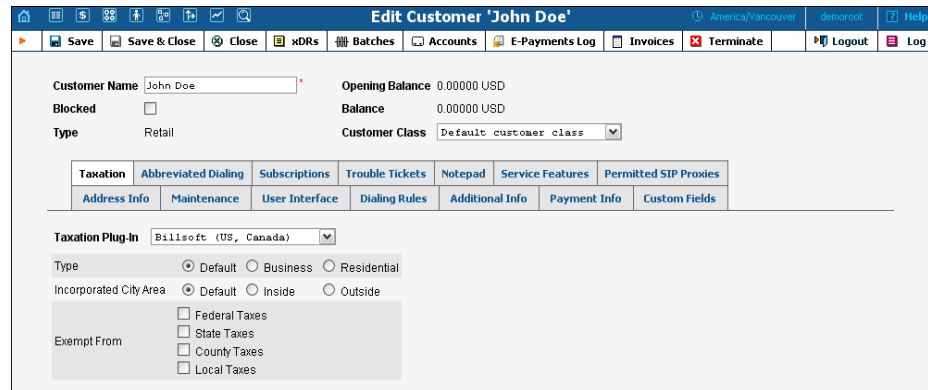 Edit Customer 'John Doe' America/Vancouver demoroot ? Help
Save Save & Close Close xDRs Batches Accounts E-Payments Log Invoices Terminate Logout Log
Customer Name John Doe * Opening Balance 0.00000 USD
Blocked Balance 0.00000 USD
Type Retail Customer Class Default customer class
Taxation Abbreviated Dialing Subscriptions Trouble Tickets Notepad Service Features Permitted SIP Proxies
Address Info Maintenance User Interface Dialing Rules Additional Info Payment Info Custom Fields
Taxation Plug-In Billsoft (US, Canada)
Type Default Business Residential
Incorporated City Area Default Inside Outside
Exempt From
Federal Taxes
State Taxes
County Taxes
Local Taxes